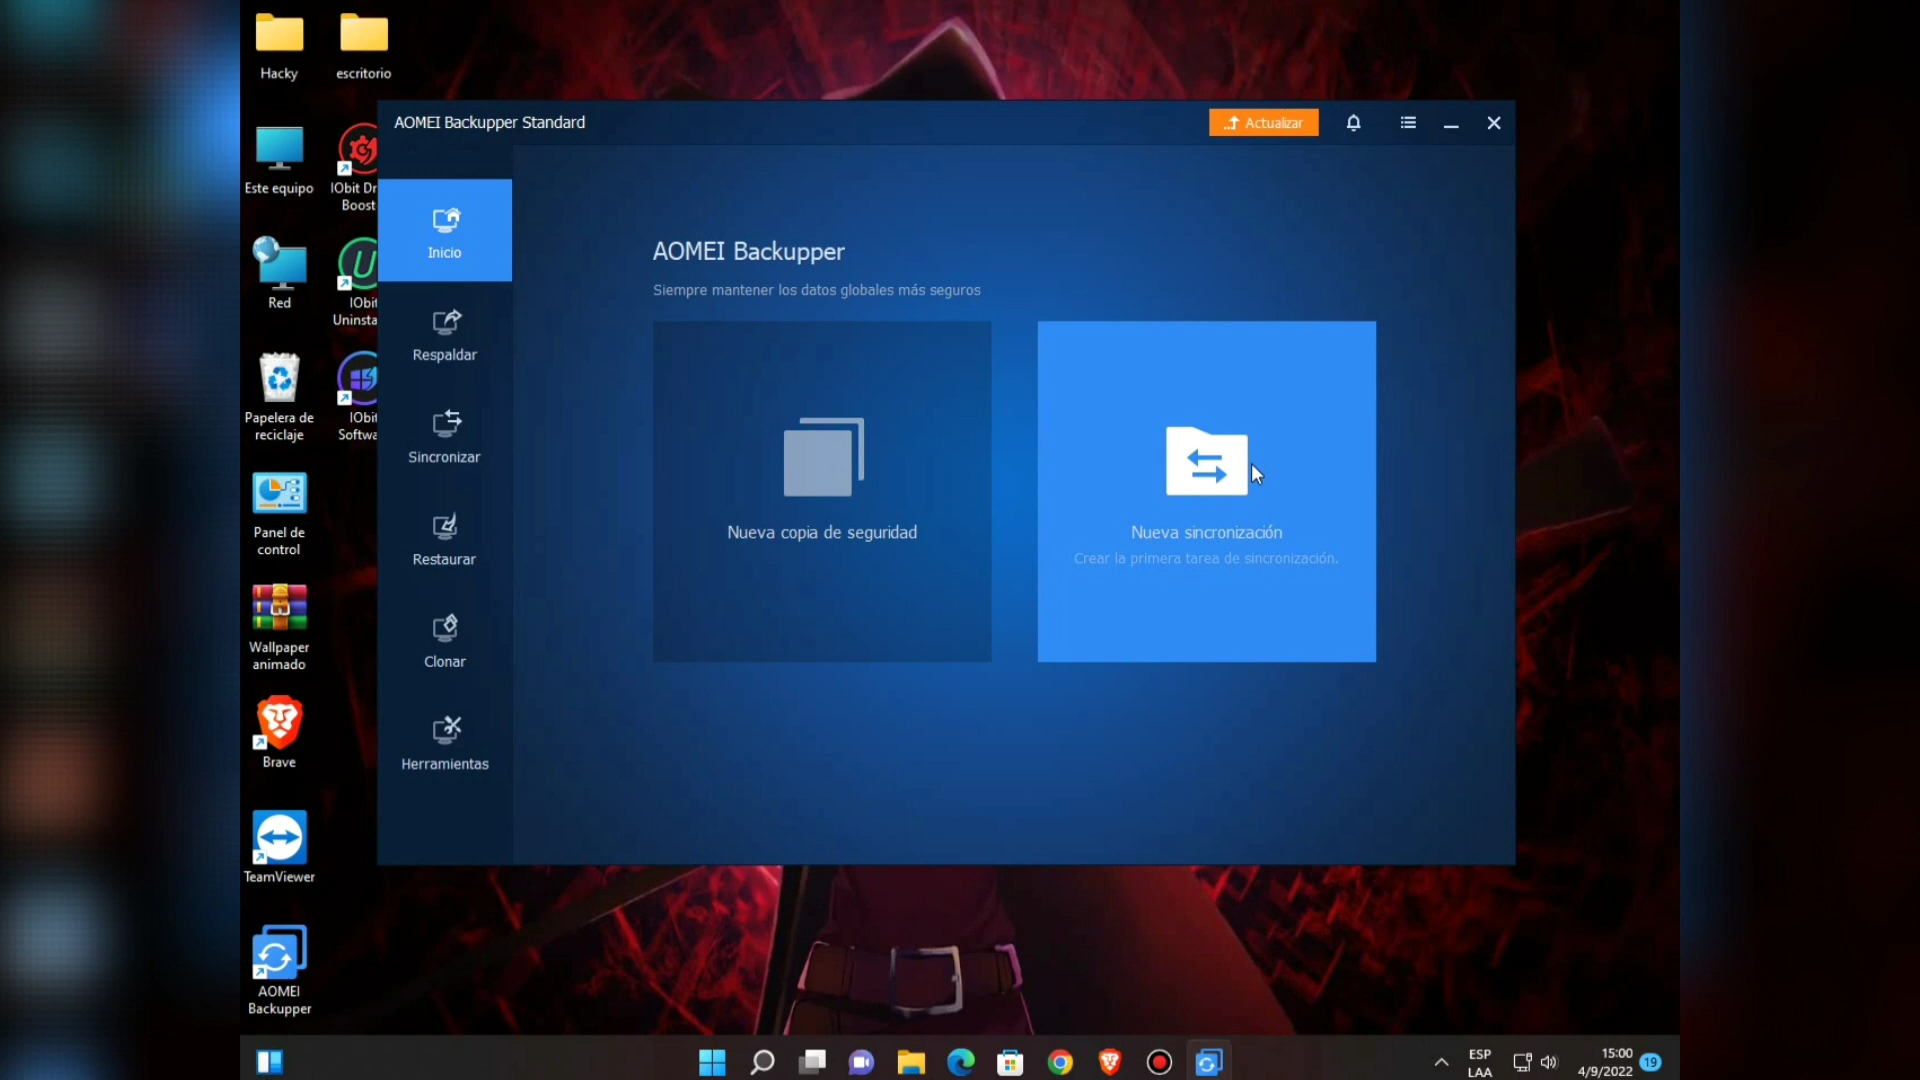 Hacky
escritorio
Este equipo
IObit Dr
Boost
Red
IObit
Uninsta
Papelera de
reciclaje
IObit
Softwa
Panel de
control
Wallpaper
animado
Brave
TeamViewer
AOMEI
Backupper
AOMEI Backupper Standard
Actualizar
Inicio
Respaldar
Sincronizar
Restaurar
Clonar
Herramientas
AOMEI Backupper
Siempre mantener los datos globales más seguros
Nueva copia de seguridad
Nueva sincronización
Crear la primera tarea de sincronización.
ESP
LAA
15:00
4/9/2022
19